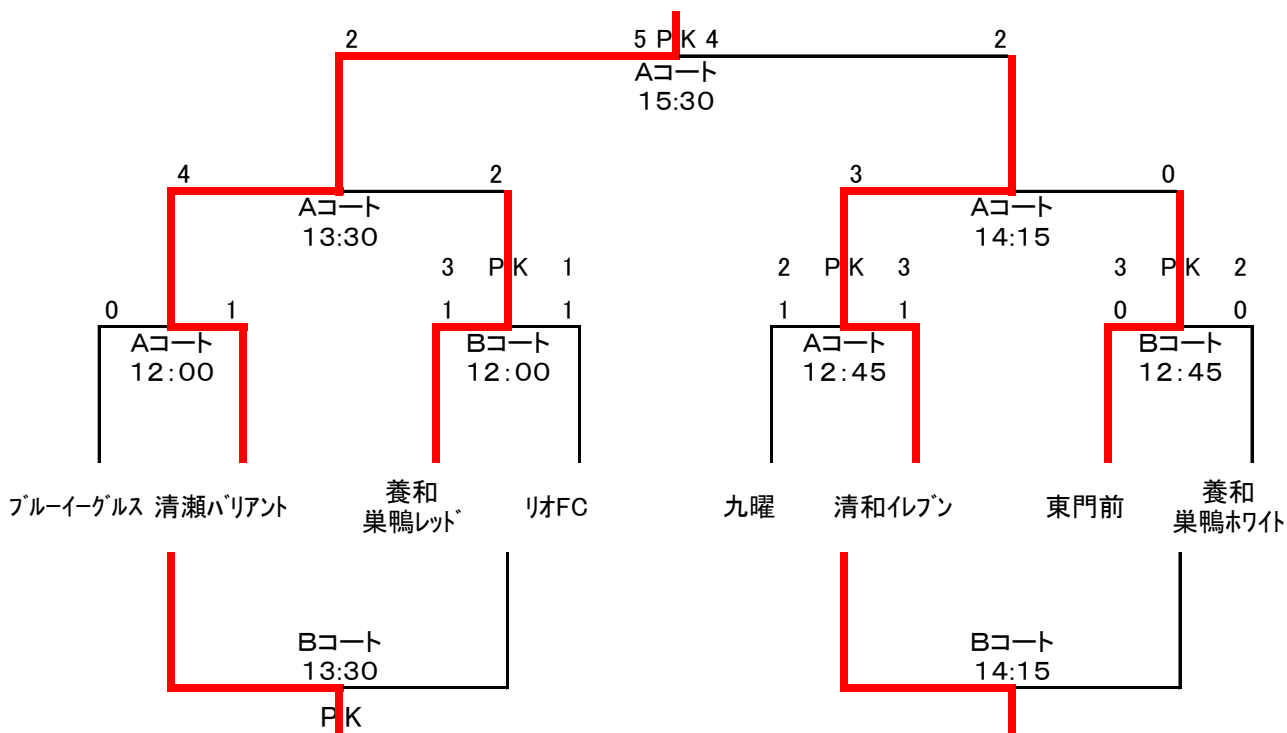 2 5 PK 4 2
Aコート
15:30
4 2 3 0
Aコート Aコート
13:30 14:15
3 PK 1 2 PK 3 3 PK 2
0 1 1 1 1 1 0 0
Aコート Bコート Aコート Bコート
12:00 12:00 12:45 12:45
ブルーイーグルス 清瀬バリアント 養和 リオFC 九曜 清和イレブン 東門前 養和
巣鴨レッド 巣鴨ホワイト
Bコート Bコート
13:30 14:15
PK